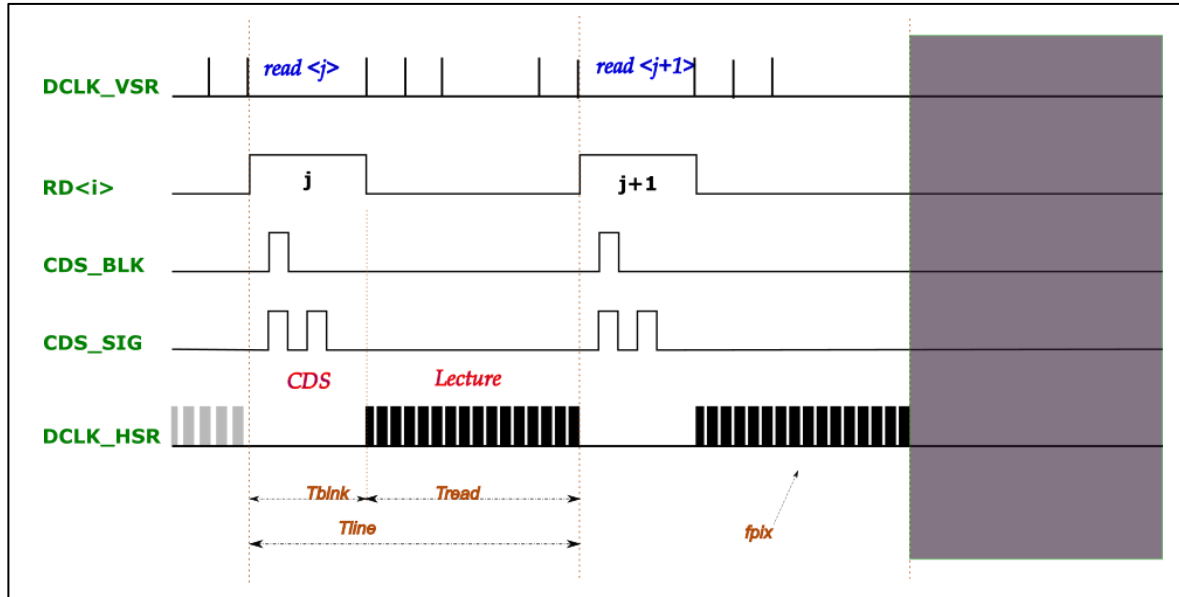 DCLK_VSR
read <j>
read <j+1>
RD<i>
j
j+1
CDS_BLK
CDS_SIG
CDS
Lecture
DCLK_HSR
Tblnk
Tread
Tline
fpix